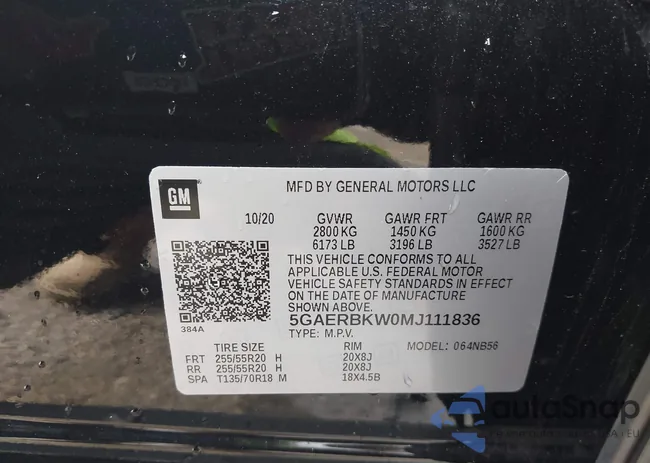 GM
MFD BY GENERAL MOTORS LLC
10/20 GVWR GAWR FRT GAWR RR
2800 KG 1450 KG 1600 KG
6173 LB 3196 LB 3527 LB
THIS VEHICLE CONFORMS TO ALL
APPLICABLE U.S. FEDERAL MOTOR
VEHICLE SAFETY STANDARDS IN EFFECT
ON THE DATE OF MANUFACTURE
SHOWN ABOVE.
384A
5GAERBKW0MJ111836
TYPE: M.P.V. MODEL: 064NB56
TIRE SIZE RIM
FRT 255/55R20 H 20X8J
RR 255/55R20 H 20X8J
SPA T135/70R18 M 18X4.5B
autoSnap